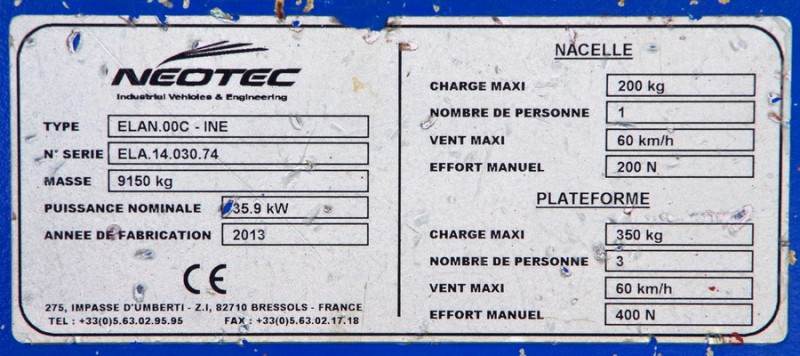 NEOTEC
Industrial Vehicles & Engineering
TYPE ELAN.00C - INE
N° SERIE ELA.14.030.74
MASSE 9150 kg
PUISSANCE NOMINALE 35.9 kW
ANNEE DE FABRICATION 2013
CE
275, IMPASSE D'UMBERTI - Z.I, 82710 BRESSOLS - FRANCE
TEL : +33(0)5.63.02.95.95 FAX : +33(0)5.63.02.17.18
NACELLE
CHARGE MAXI 200 kg
NOMBRE DE PERSONNE 1
VENT MAXI 60 km/h
EFFORT MANUEL 200 N
PLATEFORME
CHARGE MAXI 350 kg
NOMBRE DE PERSONNE 3
VENT MAXI 60 km/h
EFFORT MANUEL 400 N